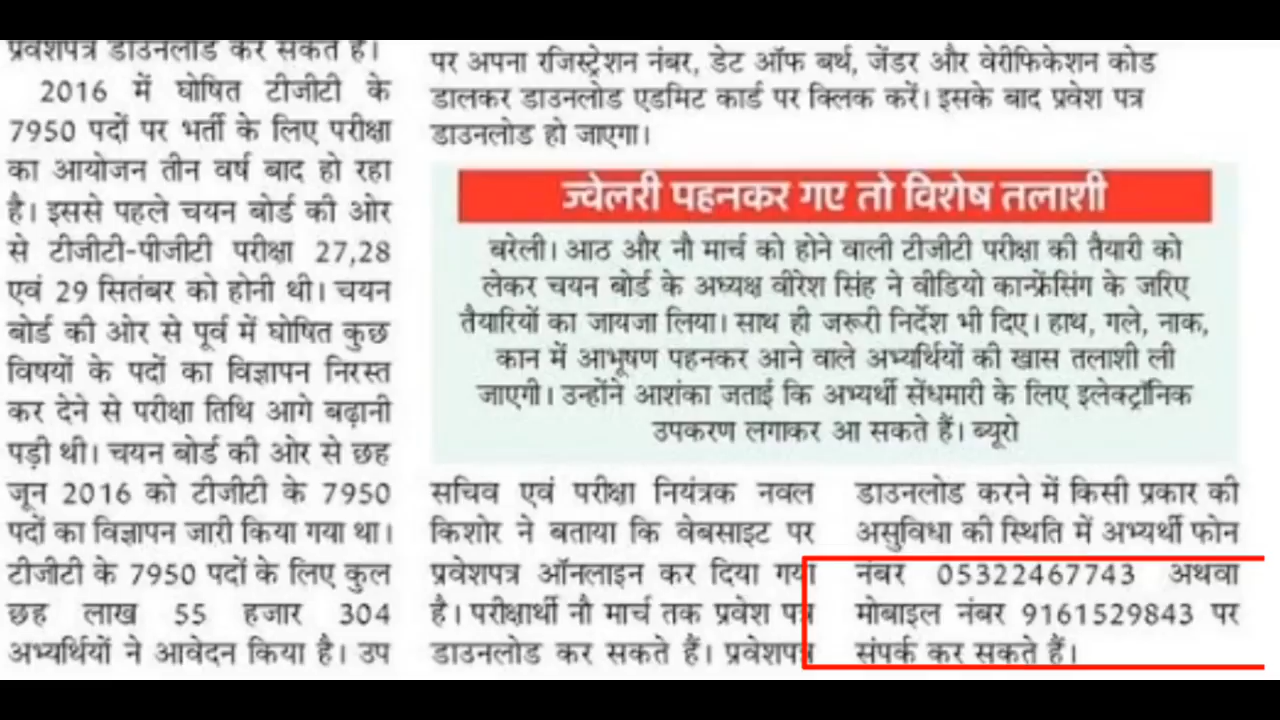 प्रवेशपत्र डाउनलोड कर सकते हैं।
2016 में घोषित टीजीटी के
7950 पदों पर भर्ती के लिए परीक्षा
का आयोजन तीन वर्ष बाद हो रहा
है। इससे पहले चयन बोर्ड की ओर
से टीजीटी-पीजीटी परीक्षा 27,28
एवं 29 सितंबर को होनी थी। चयन
बोर्ड की ओर से पूर्व में घोषित कुछ
विषयों के पदों का विज्ञापन निरस्त
कर देने से परीक्षा तिथि आगे बढ़ानी
पड़ी थी। चयन बोर्ड की ओर से छह
जून 2016 को टीजीटी के 7950
पदों का विज्ञापन जारी किया गया था।
टीजीटी के 7950 पदों के लिए कुल
छह लाख 55 हजार 304
अभ्यर्थियों ने आवेदन किया है। उप
पर अपना रजिस्ट्रेशन नंबर, डेट ऑफ बर्थ, जेंडर और वेरीफिकेशन कोड
डालकर डाउनलोड एडमिट कार्ड पर क्लिक करें। इसके बाद प्रवेश पत्र
डाउनलोड हो जाएगा।
ज्वेलरी पहनकर गए तो विशेष तलाशी
बरेली। आठ और नौ मार्च को होने वाली टीजीटी परीक्षा की तैयारी को
लेकर चयन बोर्ड के अध्यक्ष वीरेश सिंह ने वीडियो कान्फ्रेंसिंग के जरिए
तैयारियों का जायजा लिया। साथ ही जरूरी निर्देश भी दिए। हाथ, गले, नाक,
कान में आभूषण पहनकर आने वाले अभ्यर्थियों की खास तलाशी ली
जाएगी। उन्होंने आशंका जताई कि अभ्यर्थी सेंधमारी के लिए इलेक्ट्रॉनिक
उपकरण लगाकर आ सकते हैं। ब्यूरो
सचिव एवं परीक्षा नियंत्रक नवल
किशोर ने बताया कि वेबसाइट पर
प्रवेशपत्र ऑनलाइन कर दिया गया
है। परीक्षार्थी नौ मार्च तक प्रवेश पत्र
डाउनलोड कर सकते हैं। प्रवेशपत्र
डाउनलोड करने में किसी प्रकार की
असुविधा की स्थिति में अभ्यर्थी फोन
नंबर 05322467743 अथवा
मोबाइल नंबर 9161529843 पर
संपर्क कर सकते हैं।